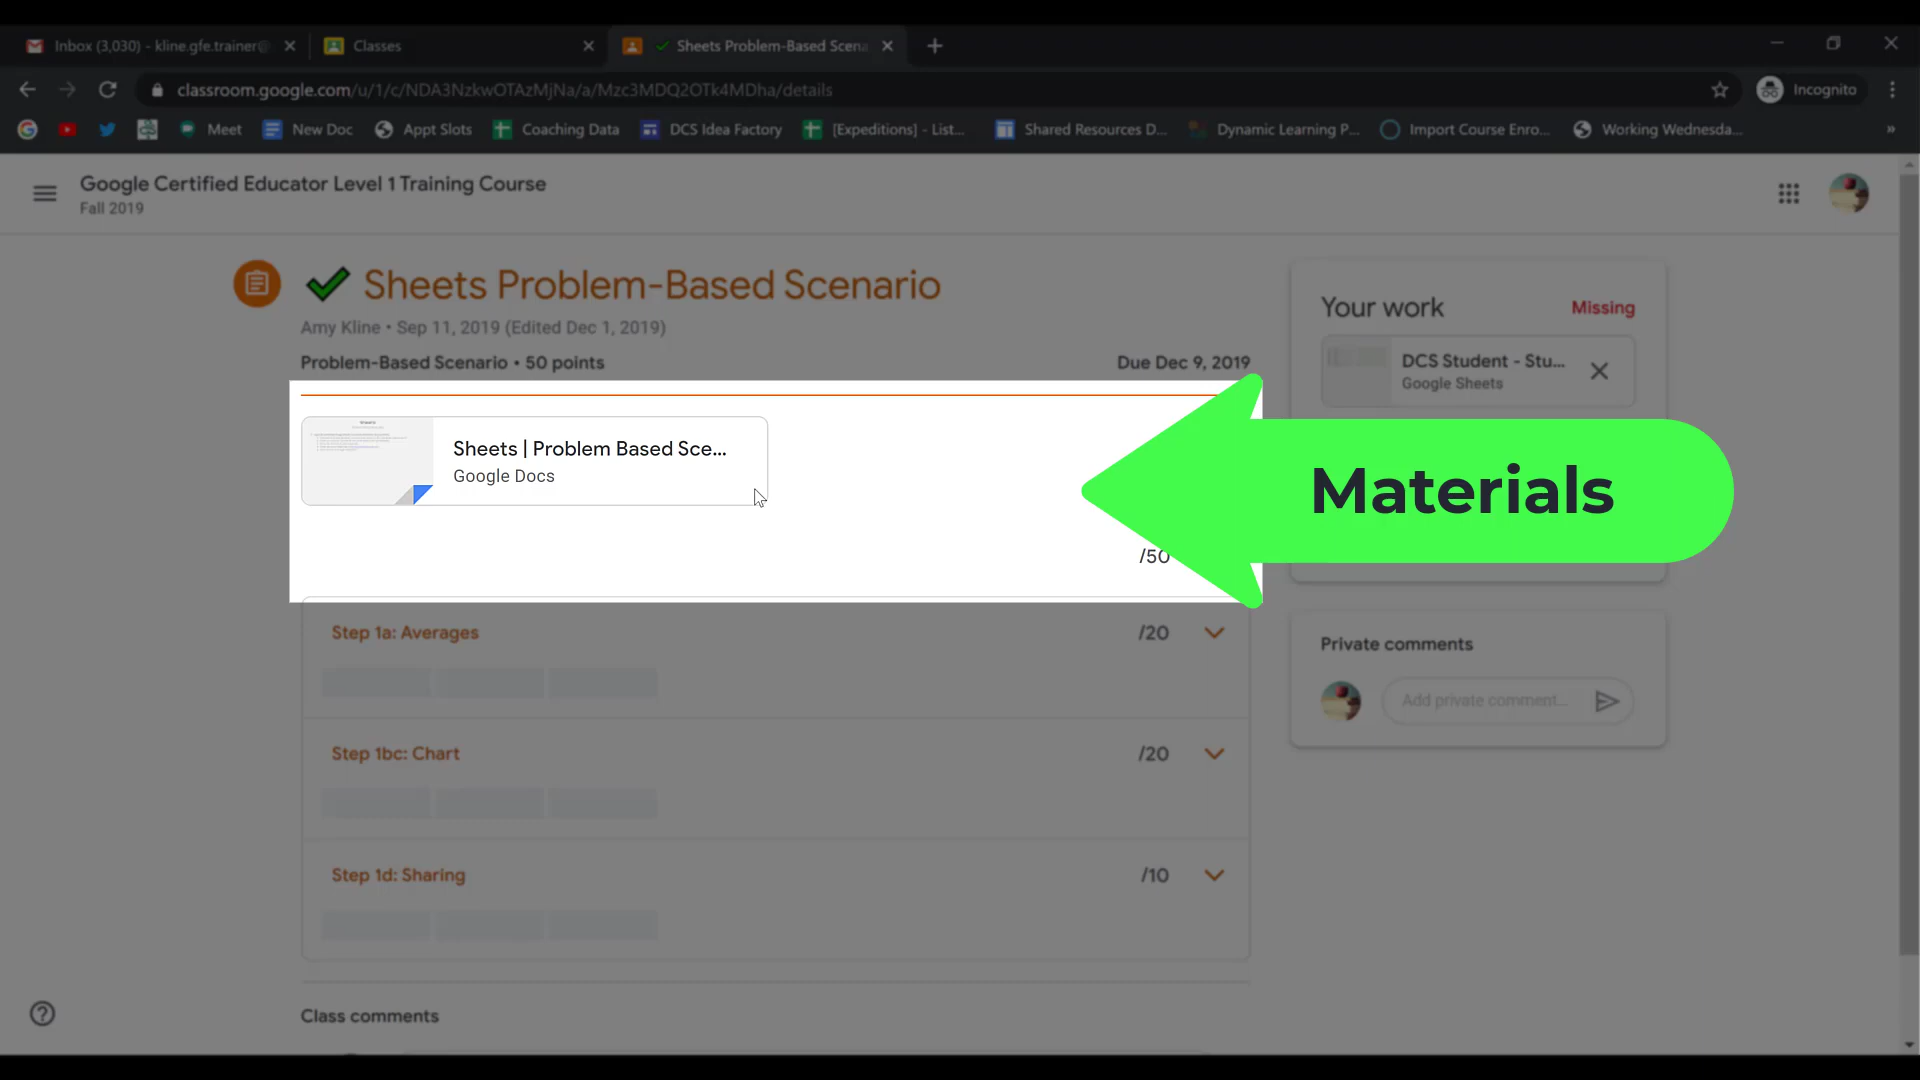 Inbox (3,030) - kline.gfe.trainer@
Classes
Sheets Problem-Based Scena
classroom.google.com/u/1/c/NDA3NzkwOTAzMjNa/a/Mzc3MDQ2OTk4MDha/details
Incognito
Meet
New Doc
Appt Slots
Coaching Data
DCS Idea Factory
[Expeditions] - List...
Shared Resources D...
Dynamic Learning P...
Import Course Enro...
Working Wednesda...
»
Google Certified Educator Level 1 Training Course
Fall 2019
Sheets Problem-Based Scenario
Amy Kline • Sep 11, 2019 (Edited Dec 1, 2019)
Problem-Based Scenario • 50 points
Due Dec 9, 2019
Your work
Missing
DCS Student - Stu...
Google Sheets
Sheets | Problem Based Sce...
Google Docs
Materials
/50
Step 1a: Averages
/20
Step 1bc: Chart
/20
Step 1d: Sharing
/10
Private comments
Add private comment...
Class comments